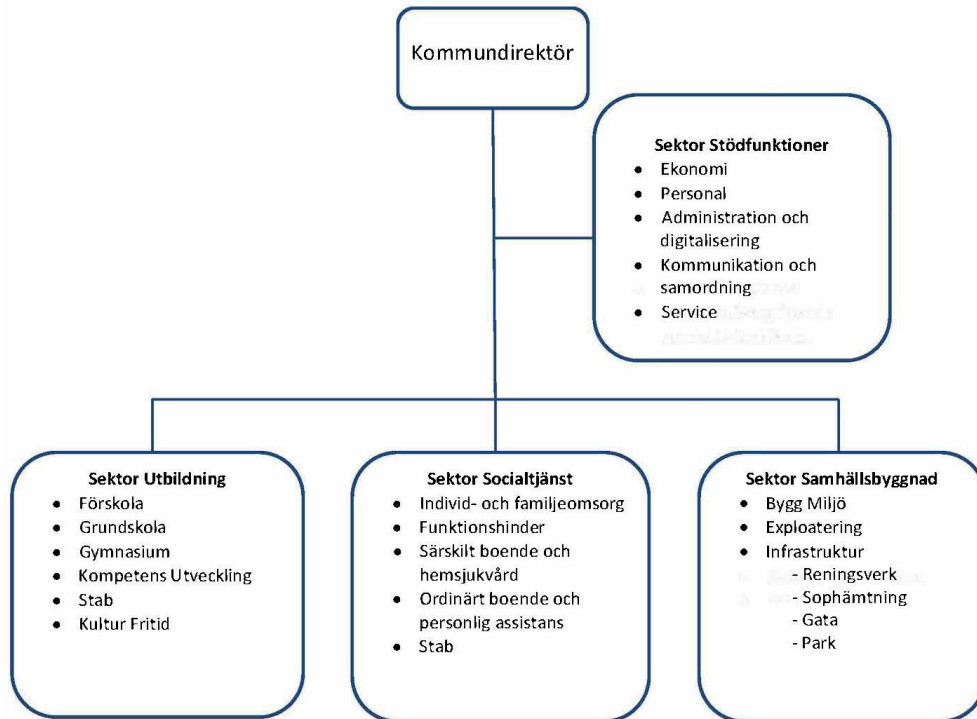 Kommundirektör
Sektor Stödfunktioner
• Ekonomi
• Personal
• Administration och
digitalisering
• Kommunikation och
samordning
• Service
Sektor Utbildning
• Förskola
• Grundskola
• Gymnasium
• Kompetens Utveckling
• Stab
• Kultur Fritid
Sektor Socialtjänst
• Individ- och familjeomsorg
• Funktionshinder
• Särskilt boende och
hemsjukvård
• Ordinärt boende och
personlig assistans
• Stab
Sektor Samhällsbyggnad
• Bygg Miljö
• Exploatering
• Infrastruktur
- Reningsverk
- Sophämtning
- Gata
- Park